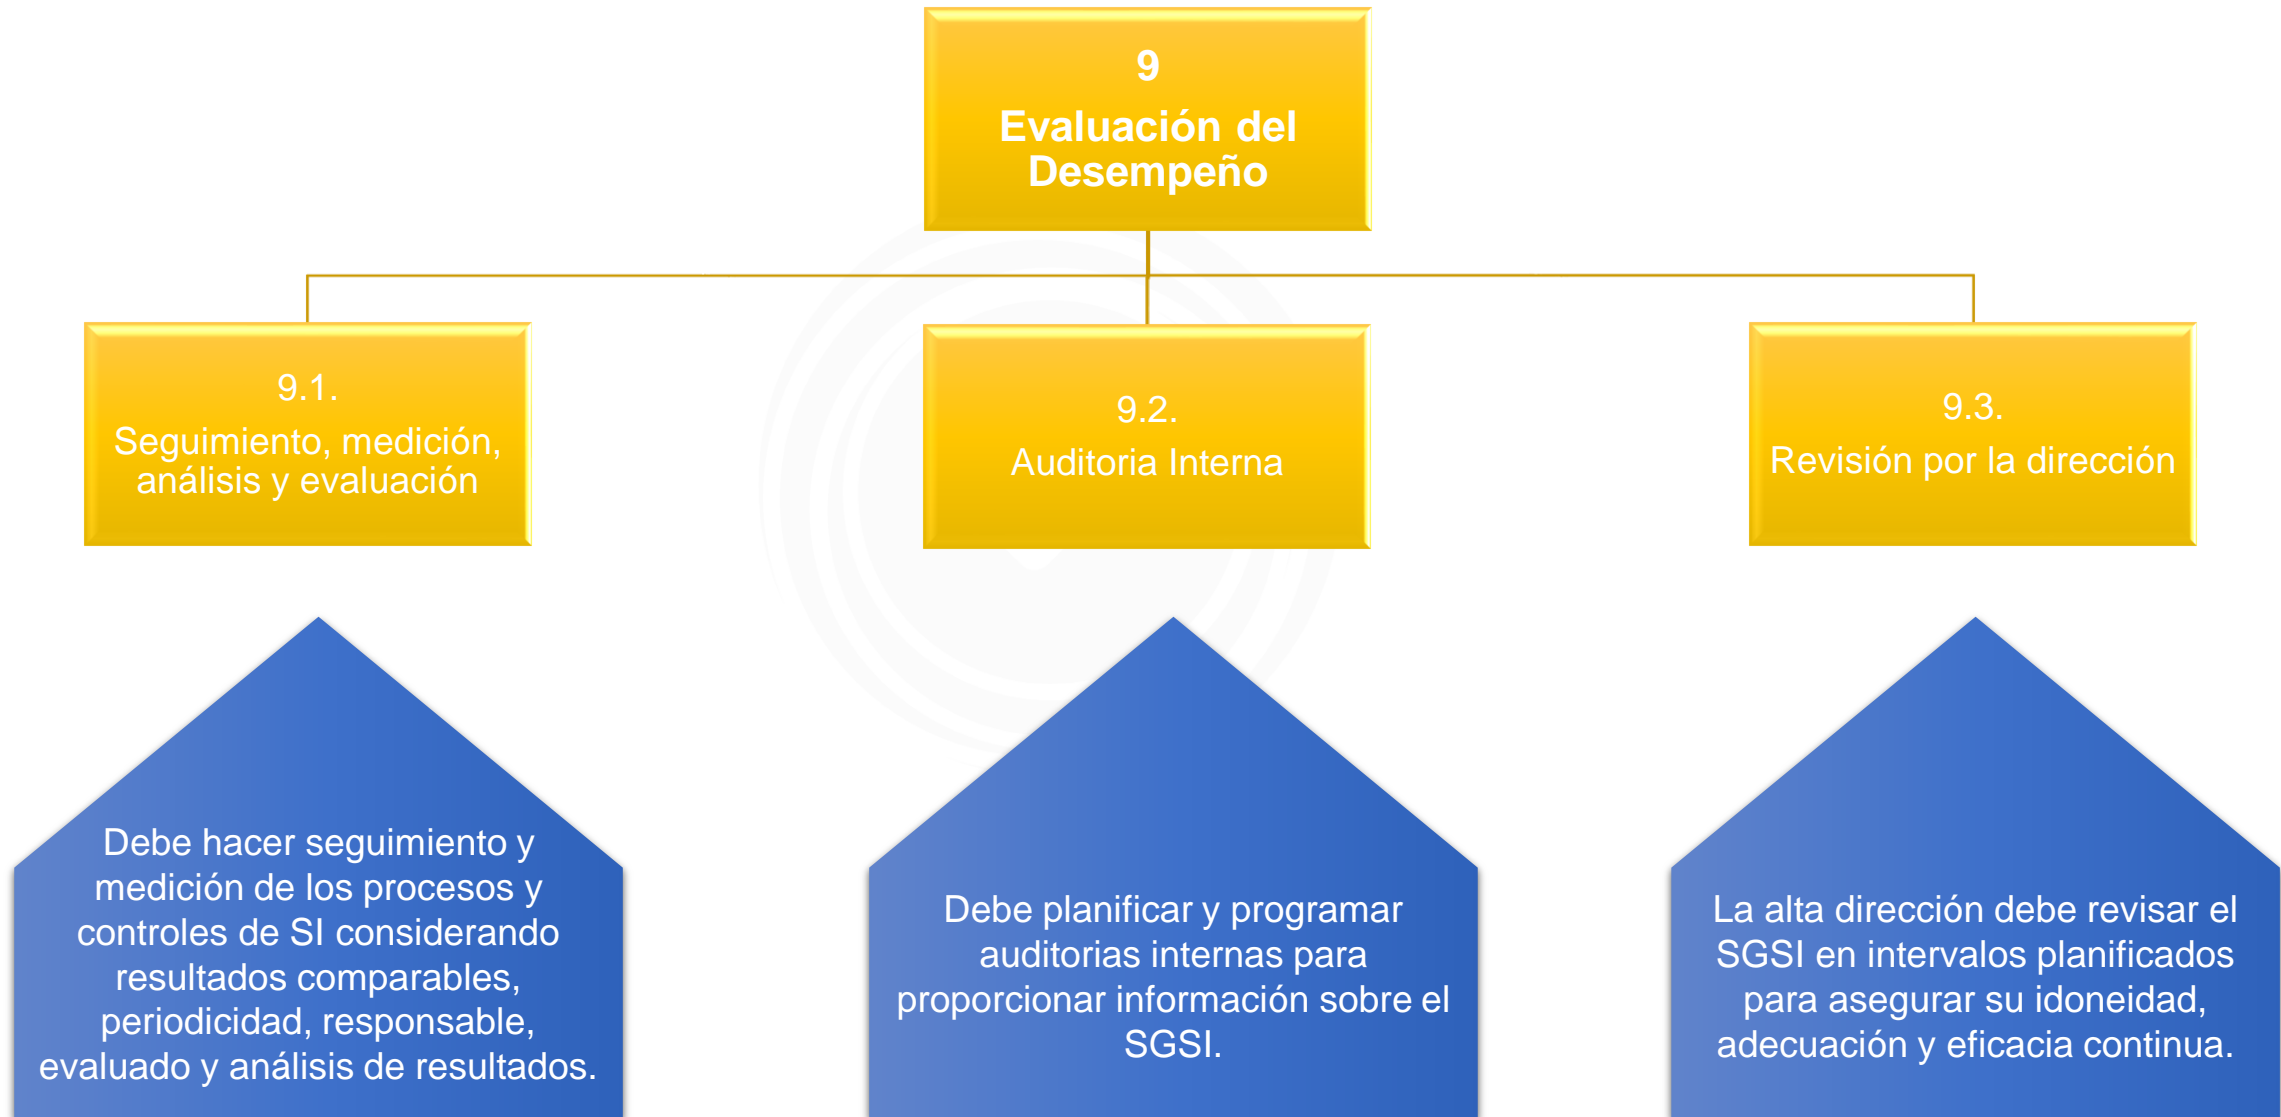 9
Evaluación del
Desempeño
9.1.
Seguimiento, medición,
análisis y evaluación
9.2.
Auditoria Interna
9.3.
Revisión por la dirección
Debe hacer seguimiento y
medición de los procesos y
controles de SI considerando
resultados comparables,
periodicidad, responsable,
evaluado y análisis de resultados.
Debe planificar y programar
auditorias internas para
proporcionar información sobre el
SGSI.
La alta dirección debe revisar el
SGSI en intervalos planificados
para asegurar su idoneidad,
adecuación y eficacia continua.